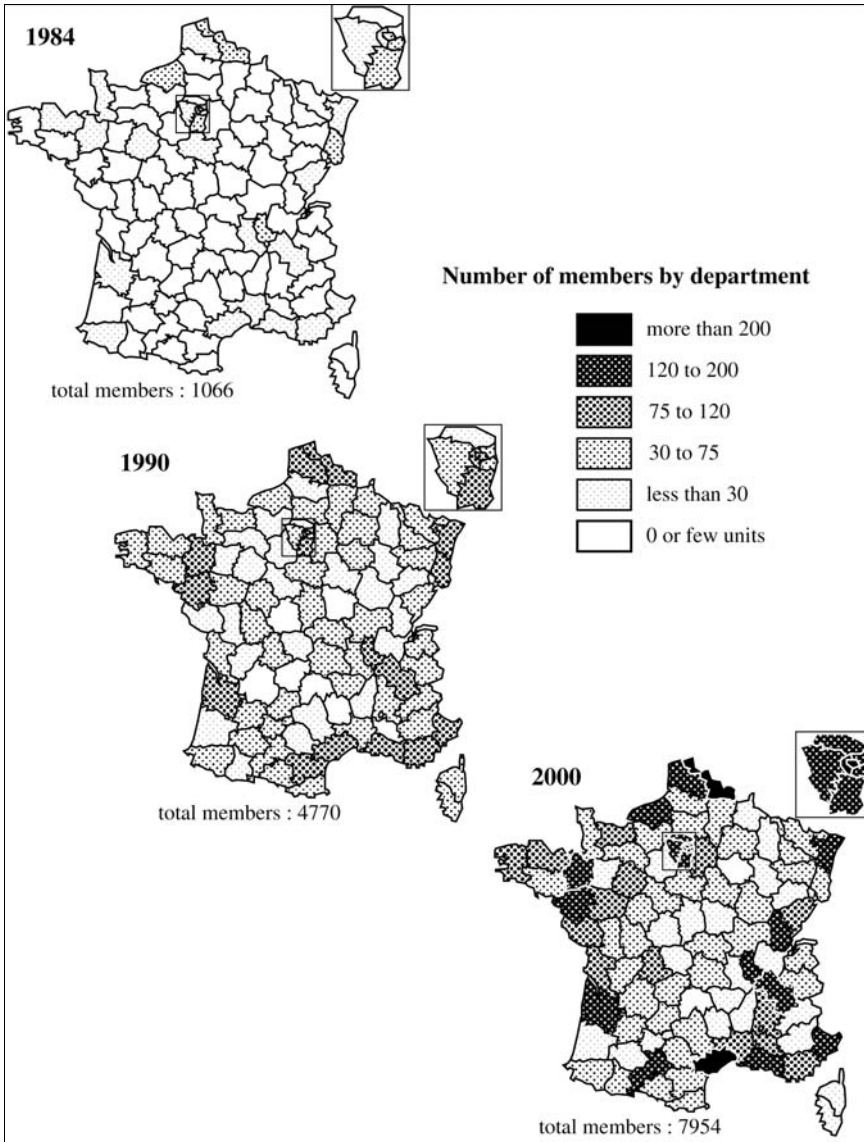 1984
total members : 1066
Number of members by department
more than 200
120 to 200
75 to 120
30 to 75
less than 30
0 or few units
1990
total members : 4770
2000
total members : 7954